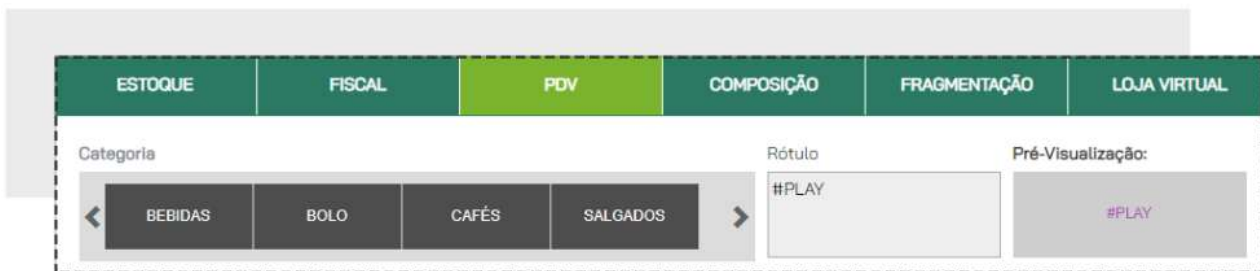 ESTOQUE FISCAL PDV COMPOSIÇÃO FRAGMENTAÇÃO LOJA VIRTUAL
Categoria Rótulo Pré-Visualização:
#PLAY
BEBIDAS BOLO CAFÉS SALGADOS #PLAY